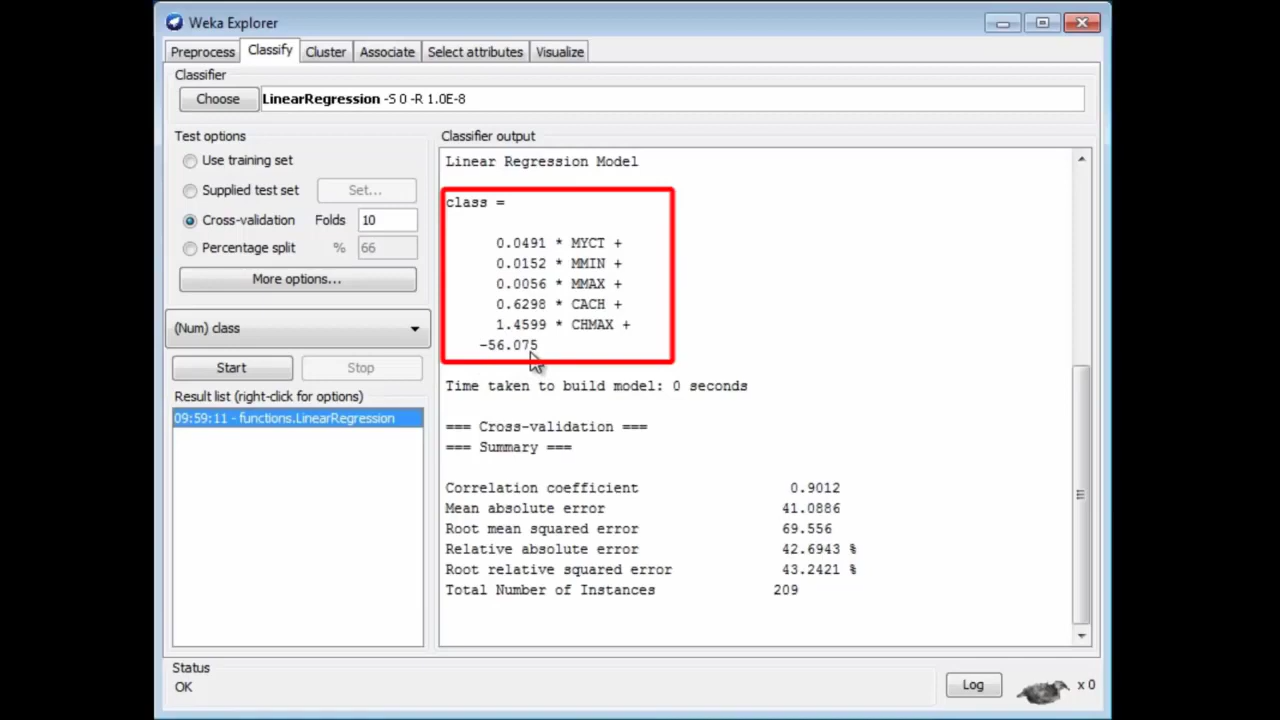 Weka Explorer
Preprocess Classify Cluster Associate Select attributes Visualize
Classifier
Choose LinearRegression -S 0 -R 1.0E-8
Test options
Use training set
Supplied test set Set...
Cross-validation Folds 10
Percentage split % 66
More options...
(Num) class
Start Stop
Result list (right-click for options)
09:59:11 - functions.LinearRegression
Classifier output
Linear Regression Model
class =
0.0491 * MYCT +
0.0152 * MMIN +
0.0056 * MMAX +
0.6298 * CACH +
1.4599 * CHMAX +
-56.075
Time taken to build model: 0 seconds
=== Cross-validation ===
=== Summary ===
Correlation coefficient 0.9012
Mean absolute error 41.0886
Root mean squared error 69.556
Relative absolute error 42.6943 %
Root relative squared error 43.2421 %
Total Number of Instances 209
Status
OK
Log x 0